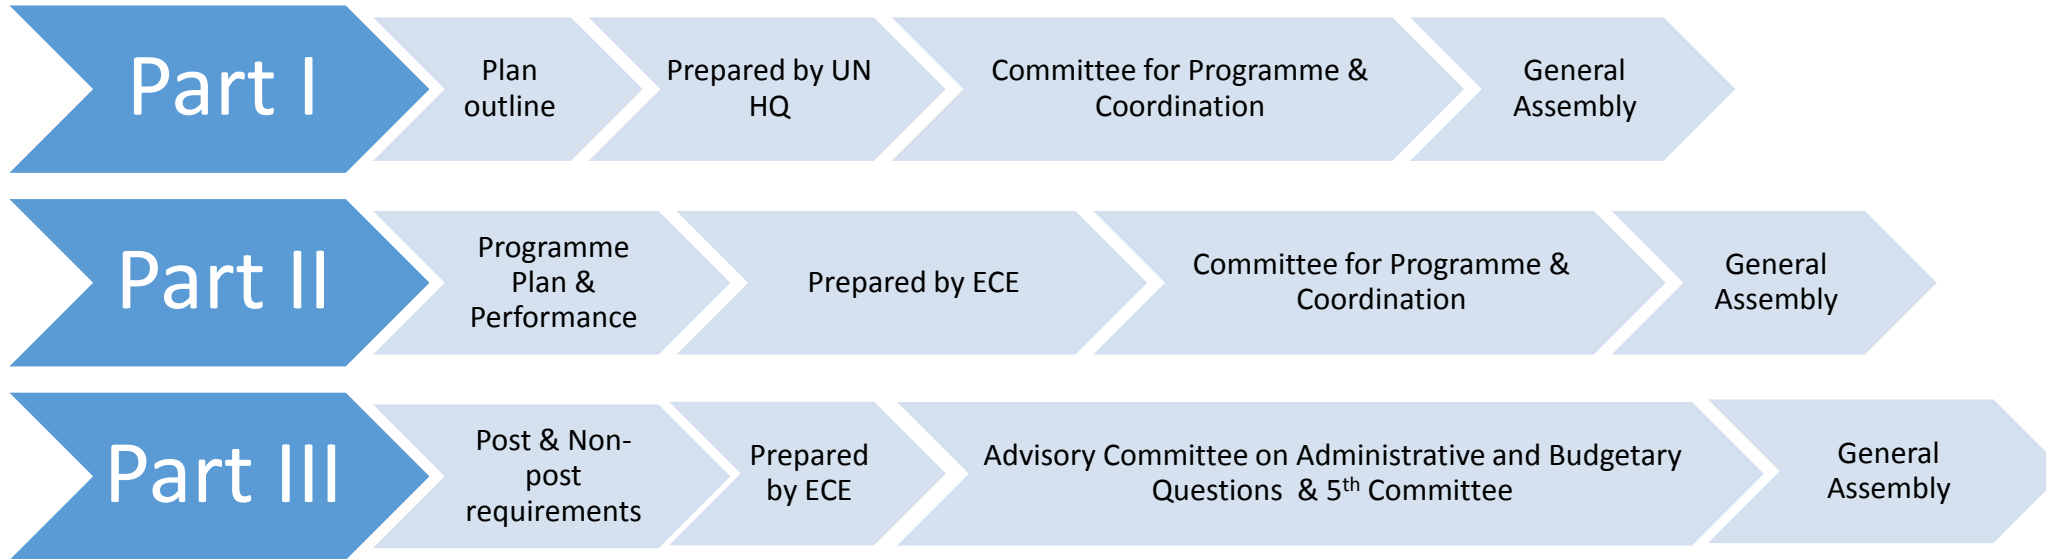 Part I
Plan
outline
Prepared by UN
HQ
Committee for Programme &
Coordination
General
Assembly
Part II
Programme
Plan &
Performance
Prepared by ECE
Committee for Programme &
Coordination
General
Assembly
Part III
Post & Non-
post
requirements
Prepared
by ECE
Advisory Committee on Administrative and Budgetary
Questions & 5th Committee
General
Assembly